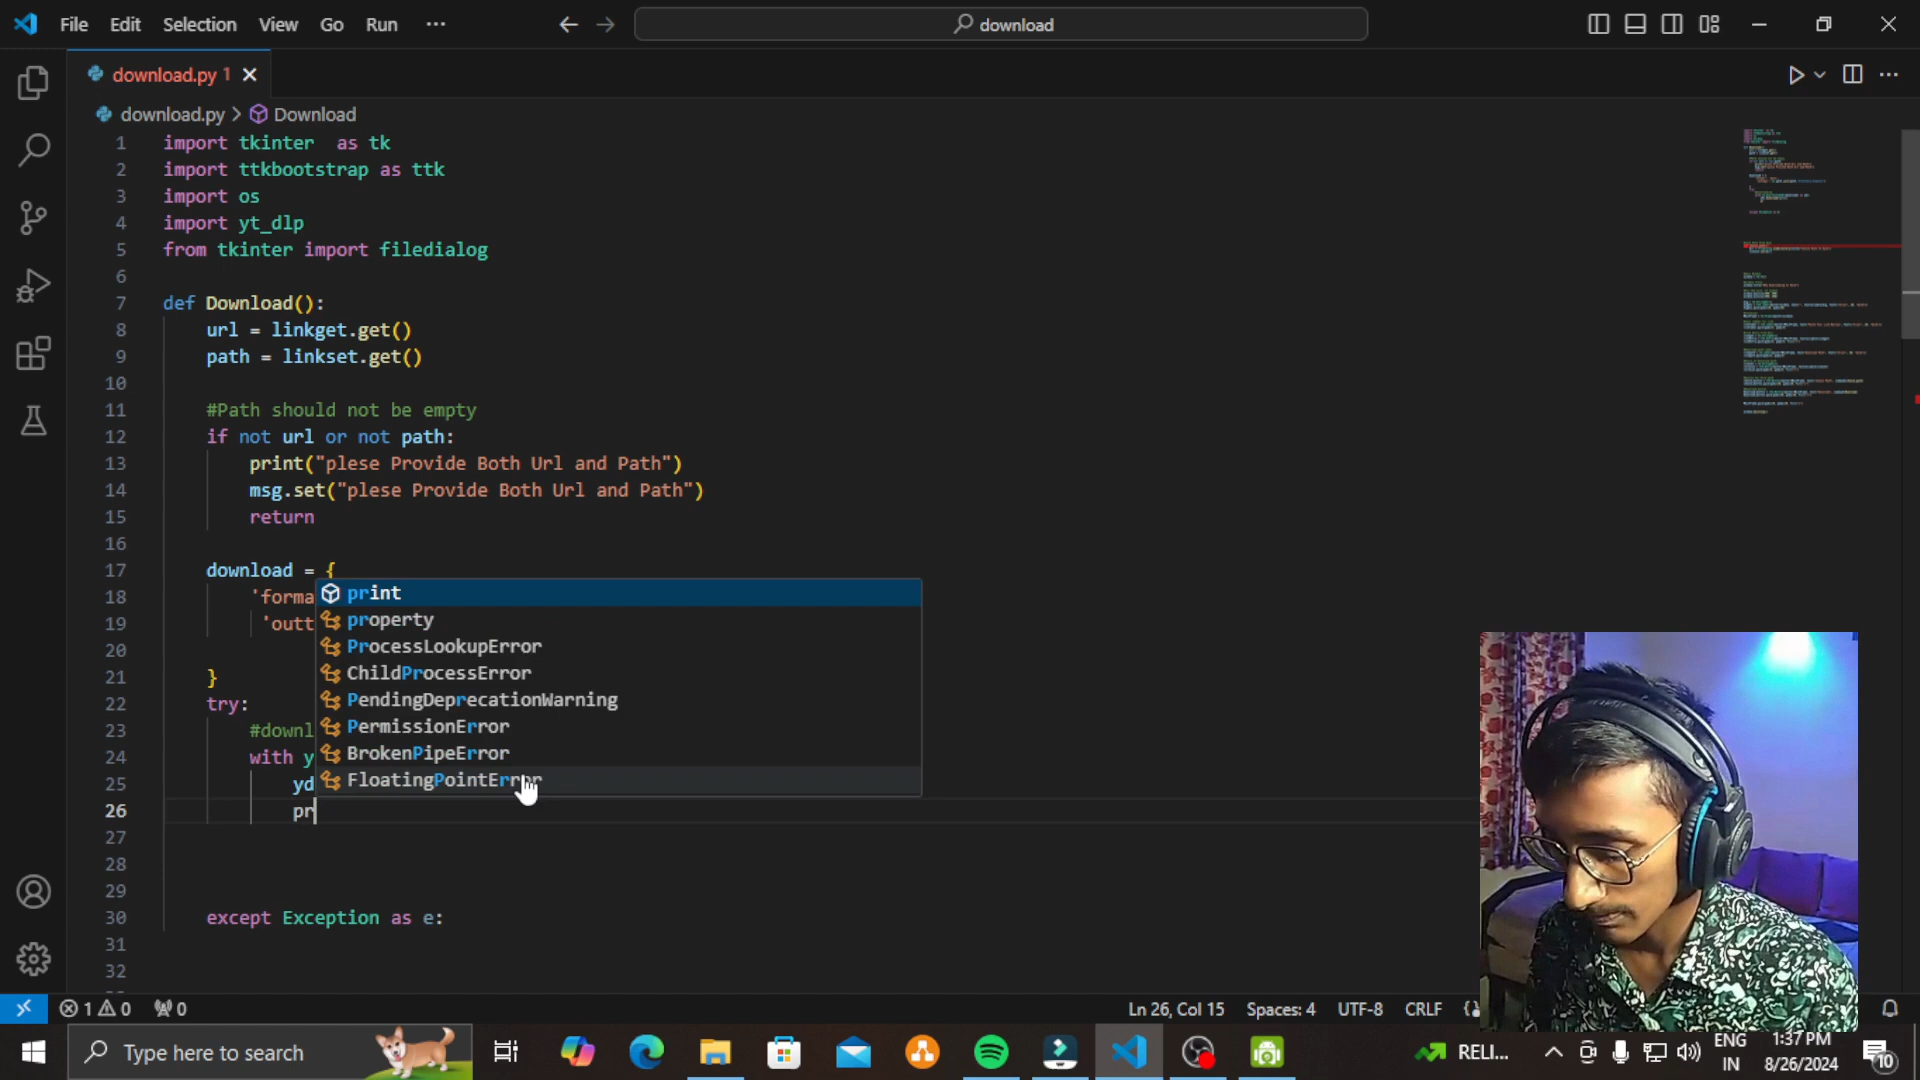 File Edit Selection View Go Run ··· download
download.py 1
download.py > Download
1 import tkinter  as tk
2 import ttkbootstrap as ttk
3 import os
4 import yt_dlp
5 from tkinter import filedialog
6
7 def Download():
8 url = linkget.get()
9 path = linkset.get()
10
11 #Path should not be empty
12 if not url or not path:
13 print("plese Provide Both Url and Path")
14 msg.set("plese Provide Both Url and Path")
15 return
16
17 download = {
18 'forma
19 'outt
20
21 }
22 try:
23 #downl
24 with y
25 yd
26 pr
27
28
29
30 except Exception as e:
31
32
print
property
ProcessLookupError
ChildProcessError
PendingDeprecationWarning
PermissionError
BrokenPipeError
FloatingPointError
1 0 0 Ln 26, Col 15 Spaces: 4 UTF-8 CRLF {
Type here to search RELI... ENG IN 1:37 PM 8/26/2024 10